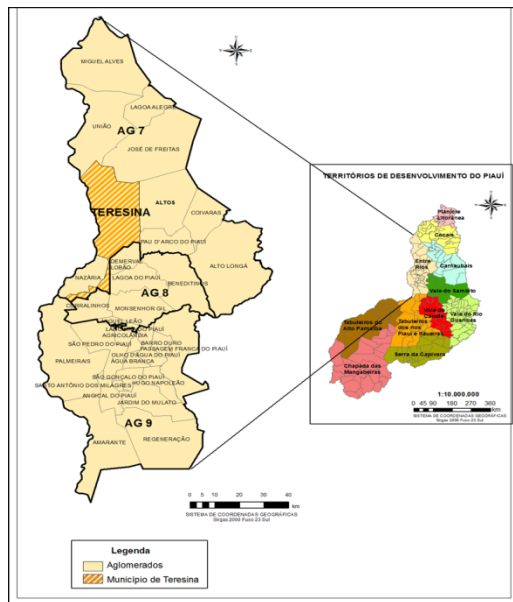 MIGUEL ALVES
LAGOA ALEGRE
UNIÃO
AG 7
JOSÉ DE FREITAS
TERESINA
ALTOS
COIVARAS
PAU D'ARCO DO PIAUÍ
ALTO LONGÁ
DEMERVAL
LOBÃO
NAZÁRIA
LAGOA DO PIAUÍ
BENEDITINOS
AG 8
CURRALINHOS
MONSENHOR GIL
MIGUEL LEÃO
AGRICOLÂNDIA
BARRO DURO
SÃO PEDRO DO PIAUÍ
PASSAGEM FRANCA DO PIAUÍ
OLHO D'ÁGUA DO PIAUÍ
PALMEIRAIS
ÁGUA BRANCA
SÃO GONÇALO DO PIAUÍ
SANTO ANTÔNIO DOS MILAGRES
HUGO NAPOLEÃO
ANGICAL DO PIAUÍ
JARDIM DO MULATO
AG 9
AMARANTE
REGENERAÇÃO
0 5 10 20 30 40
km
SISTEMA DE COORDENADAS GEOGRÁFICAS
Sirgas 2000 Fuso 23 Sul
Legenda
Aglomerados
Município de Teresina
TERRITÓRIOS DE DESENVOLVIMENTO DO PIAUÍ
Planície
Litorânea
Cocais
Entre
Rios
Carnaubais
Vale do Sambito
Vale do
Canindé
Vale do Rio
Guaribas
Tabuleiros do
Alto Parnaíba
Tabuleiros
dos rios
Piauí e Itaueiras
Serra da Capivara
Chapada das
Mangabeiras
1:10.000.000
0 45 90 180 270 360
km
SISTEMA DE COORDENADAS GEOGRÁFICAS
Sirgas 2000 Fuso 23 Sul